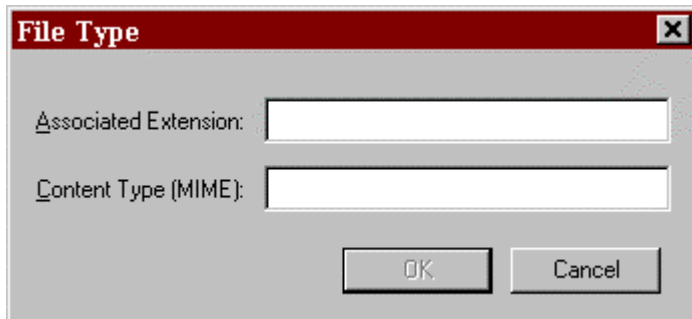 File Type
Associated Extension:
Content Type (MIME):
OK Cancel